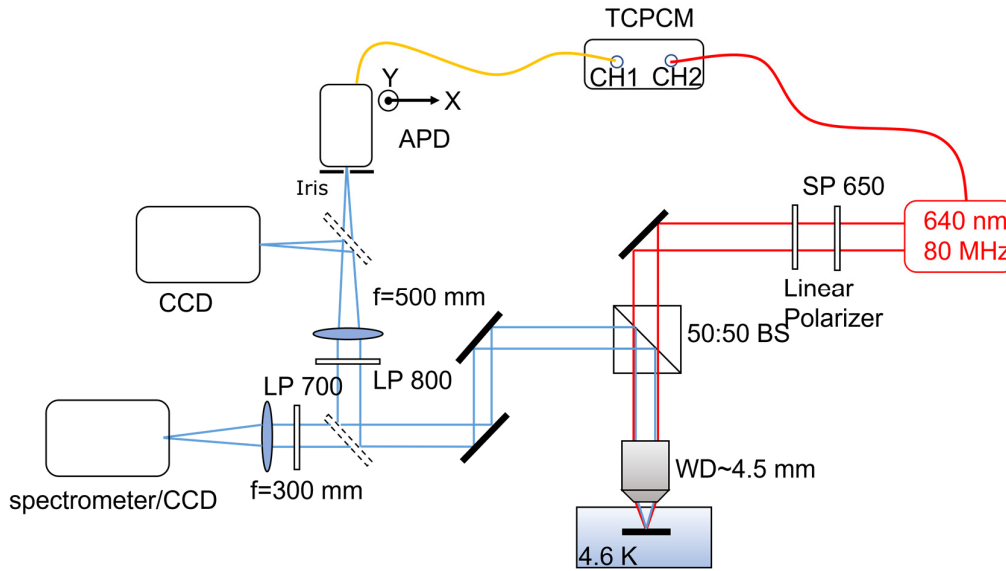 TCPCM
CH1
CH2
Y
X
APD
Iris
SP 650
640 nm
80 MHz
CCD
f=500 mm
Linear
Polarizer
50:50 BS
LP 700
LP 800
WD~4.5 mm
spectrometer/CCD
f=300 mm
4.6 K